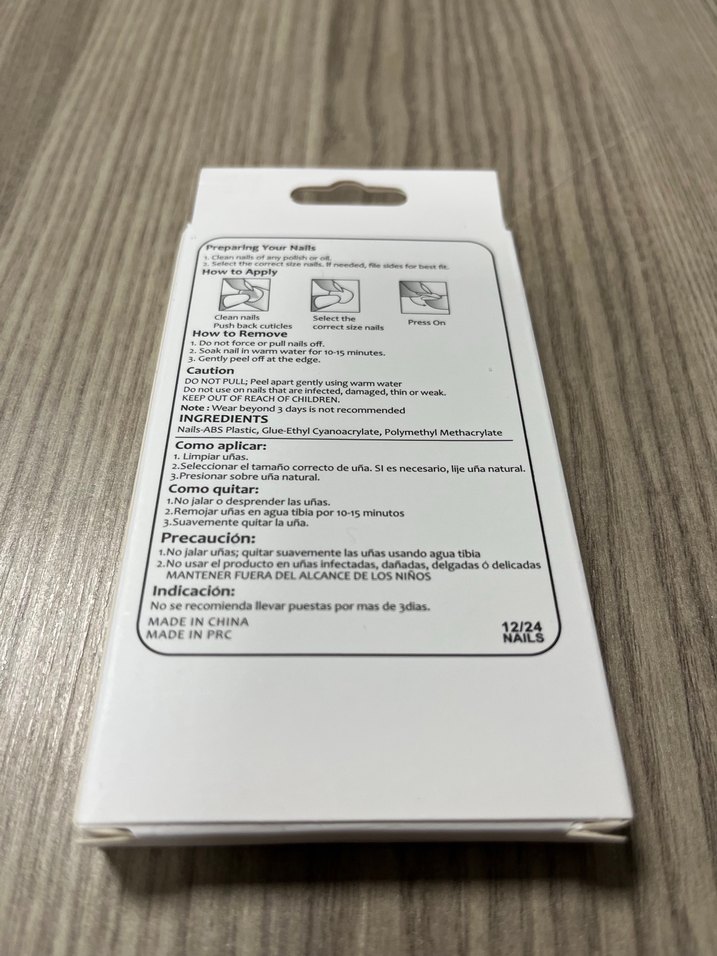 Preparing Your Nails
1. Clean nails of any polish or oil.
2. Select the correct size nails. If needed, file sides for best fit.
How to Apply
Clean nails
Push back cuticles
Select the
correct size nails
Press On
How to Remove
1. Do not force or pull nails off.
2. Soak nail in warm water for 10-15 minutes.
3. Gently peel off at the edge.
Caution
DO NOT PULL; Peel apart gently using warm water
Do not use on nails that are infected, damaged, thin or weak.
KEEP OUT OF REACH OF CHILDREN.
Note : Wear beyond 3 days is not recommended
INGREDIENTS
Nails-ABS Plastic, Glue-Ethyl Cyanoacrylate, Polymethyl Methacrylate
Como aplicar:
1. Limpiar uñas.
2.Seleccionar el tamaño correcto de uña. SI es necesario, lije uña natural.
3.Presionar sobre uña natural.
Como quitar:
1.No jalar o desprender las uñas.
2.Remojar uñas en agua tibia por 10-15 minutos
3.Suavemente quitar la uña.
Precaución:
1.No jalar uñas; quitar suavemente las uñas usando agua tibia
2.No usar el producto en uñas infectadas, dañadas, delgadas ó delicadas
MANTENER FUERA DEL ALCANCE DE LOS NIÑOS
Indicación:
No se recomienda llevar puestas por mas de 3dias.
MADE IN CHINA
MADE IN PRC
12/24
NAILS